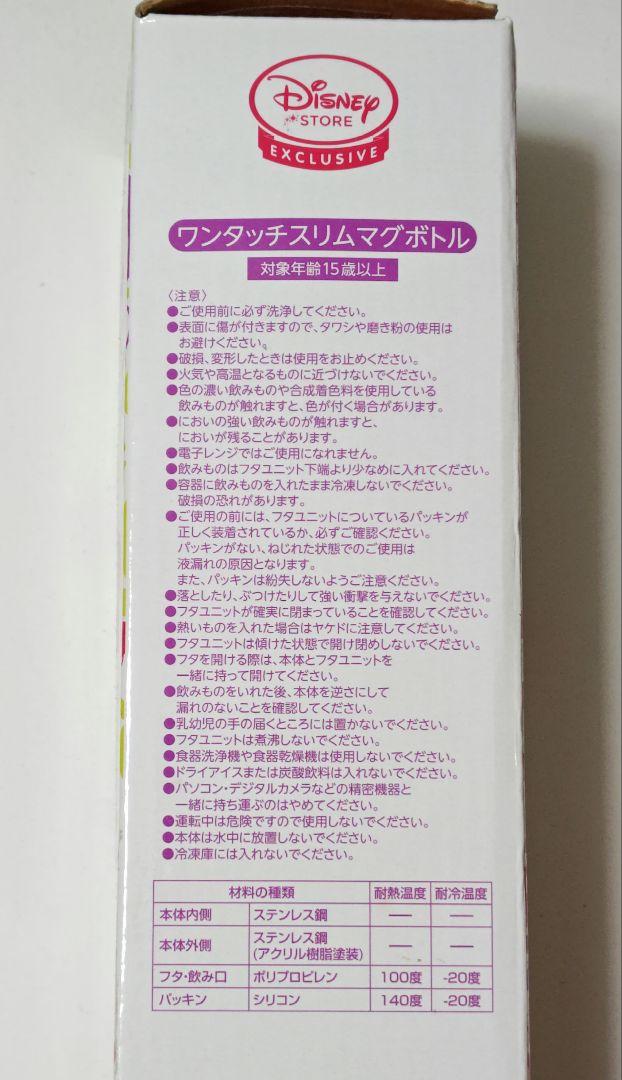 Disney
STORE
EXCLUSIVE
ワンタッチスリムマグボトル
対象年齢15歳以上
〈注意〉
●ご使用前に必ず洗浄してください。
●表面に傷が付きますので、タワシや磨き粉の使用は
お避けください。
●破損、変形したときは使用をお止めください。
●火気や高温となるものに近づけないでください。
●色の濃い飲みものや合成着色料を使用している
飲みものが触れますと、色が付く場合があります。
●においの強い飲みものが触れますと、
においが残ることがあります。
●電子レンジではご使用になれません。
●飲みものはフタユニット下端より少なめに入れてください。
●容器に飲みものを入れたまま冷凍しないでください。
破損の恐れがあります。
●ご使用の前には、フタユニットについているパッキンが
正しく装着されているか、必ずご確認ください。
パッキンがない、ねじれた状態でのご使用は
液漏れの原因となります。
また、パッキンは紛失しないようご注意ください。
●落としたり、ぶつけたりして強い衝撃を与えないでください。
●フタユニットが確実に閉まっていることを確認してください。
●熱いものを入れた場合はヤケドに注意してください。
●フタユニットは傾けた状態で開け閉めしないでください。
●フタを開ける際は、本体とフタユニットを
一緒に持って開けてください。
●飲みものをいれた後、本体を逆さにして
漏れのないことを確認してください。
●乳幼児の手の届くところには置かないでください。
●フタユニットは煮沸しないでください。
●食器洗浄機や食器乾燥機は使用しないでください。
●ドライアイスまたは炭酸飲料は入れないでください。
●パソコン・デジタルカメラなどの精密機器と
一緒に持ち運ぶのはやめてください。
●運転中は危険ですので使用しないでください。
●本体は水中に放置しないでください。
●冷凍庫には入れないでください。
材料の種類 耐熱温度 耐冷温度
本体内側 ステンレス鋼 — —
本体外側 ステンレス鋼 — —
(アクリル樹脂塗装)
フタ・飲み口 ポリプロピレン 100度 -20度
パッキン シリコン 140度 -20度